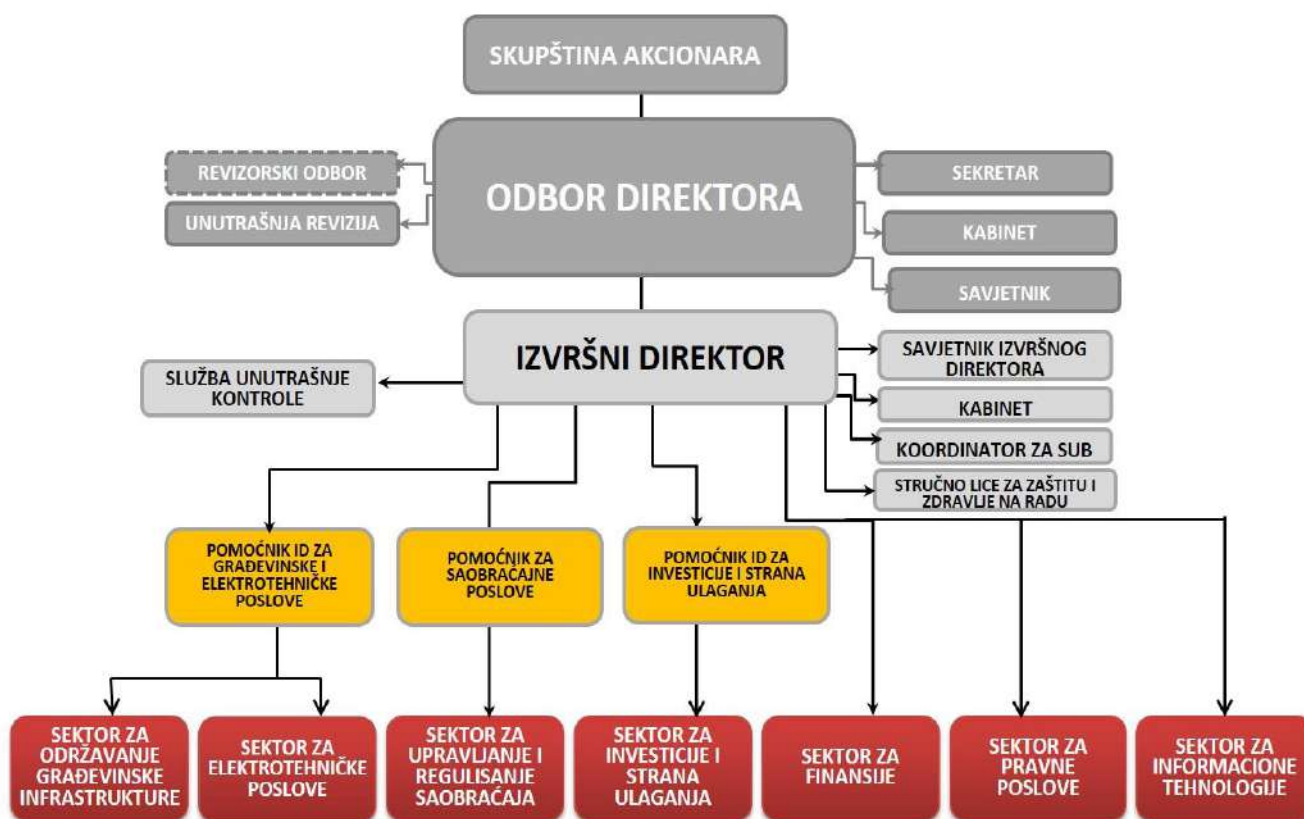 SKUPŠTINA AKCIONARA
REVIZORSKI ODBOR
UNUTRAŠNJA REVIZIJA
ODBOR DIREKTORA
SEKRETAR
KABINET
SAVJETNIK
IZVRŠNI DIREKTOR
SLUŽBA UNUTRAŠNJE
KONTROLE
SAVJETNIK IZVRŠNOG
DIREKTORA
KABINET
KOORDINATOR ZA SUB
STRUČNO LICE ZA ZAŠTITU I
ZDRAVLJE NA RADU
POMOĆNIK ID ZA
GRAĐEVINSKE I
ELEKTROTEHNIČKE
POSLOVE
POMOĆNIK ZA
SAOBRAĆAJNE
POSLOVE
POMOĆNIK ID ZA
INVESTICIJE I STRANA
ULAGANJA
SEKTOR ZA
ODRŽAVANJE
GRAĐEVINSKE
INFRASTRUKTURE
SEKTOR ZA
ELEKTROTEHNIČKE
POSLOVE
SEKTOR ZA
UPRAVLJANJE I
REGULISANJE
SAOBRAĆAJA
SEKTOR ZA
INVESTICIJE I
STRANA
ULAGANJA
SEKTOR ZA
FINANSIJE
SEKTOR ZA
PRAVNE
POSLOVE
SEKTOR ZA
INFORMACIONE
TEHNOLOGIJE